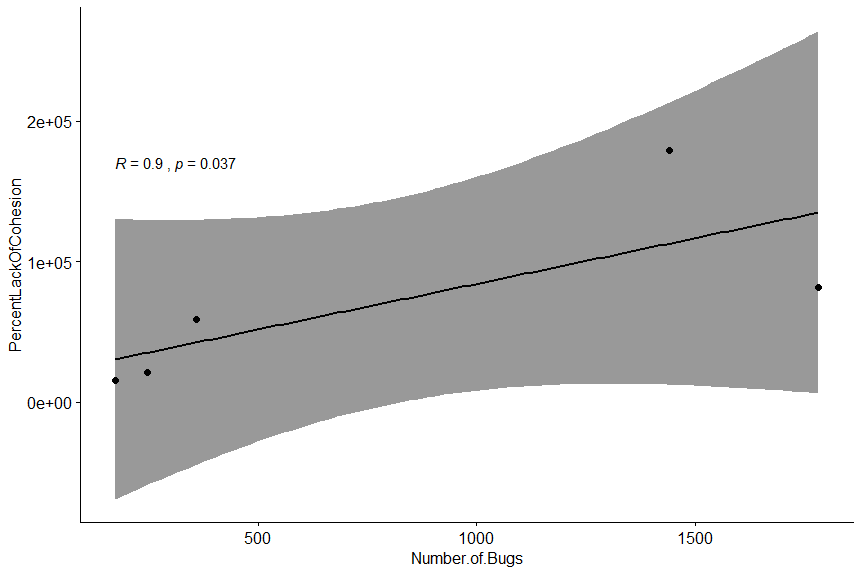 2e+05
R = 0.9 , p = 0.037
PercentLackOfCohesion
1e+05
0e+00
500 1000 1500
Number.of.Bugs